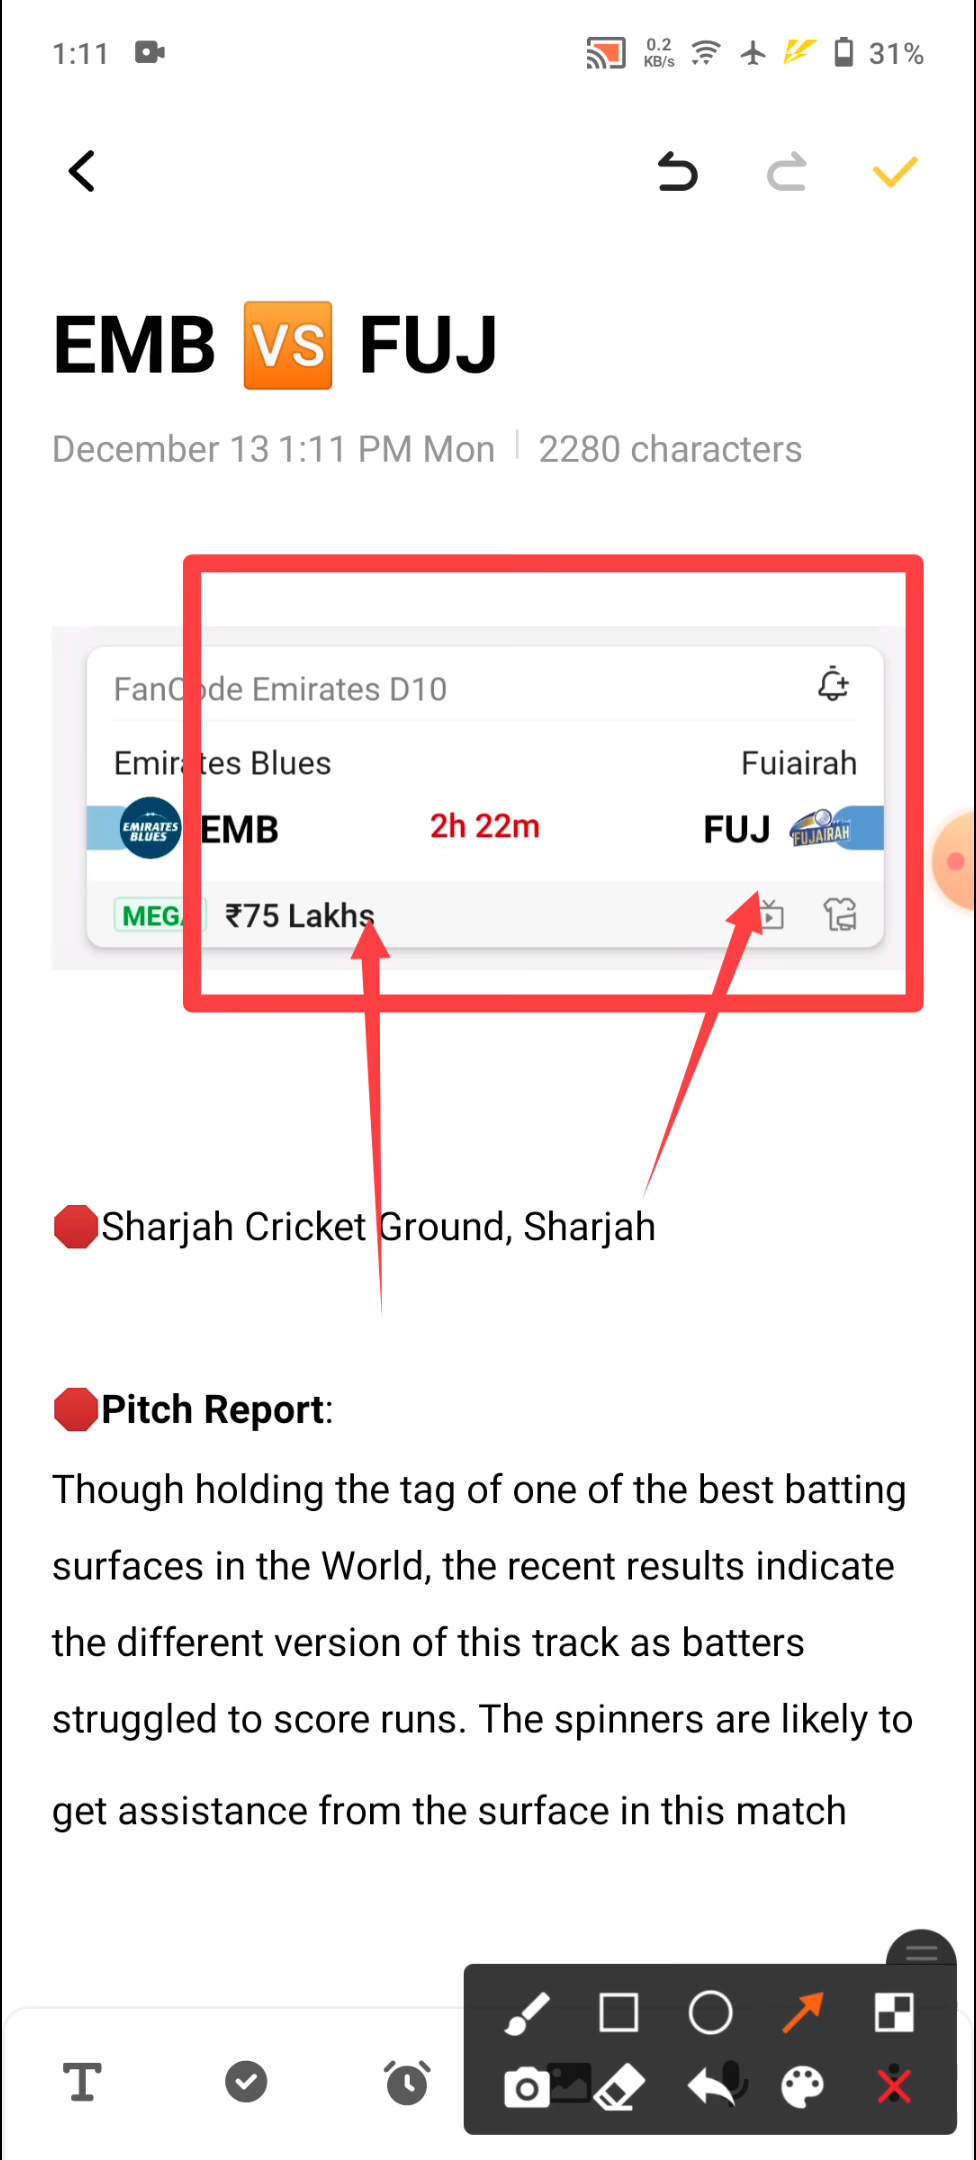 1:11
0.2 KB/s
31%
EMB VS FUJ
December 13 1:11 PM Mon | 2280 characters
FanCode Emirates D10
Emirates Blues Fuiairah
EMIRATES BLUES EMB 2h 22m FUJ FUJAIRAH
MEGA ₹75 Lakhs
Sharjah Cricket Ground, Sharjah
Pitch Report:
Though holding the tag of one of the best batting
surfaces in the World, the recent results indicate
the different version of this track as batters
struggled to score runs. The spinners are likely to
get assistance from the surface in this match